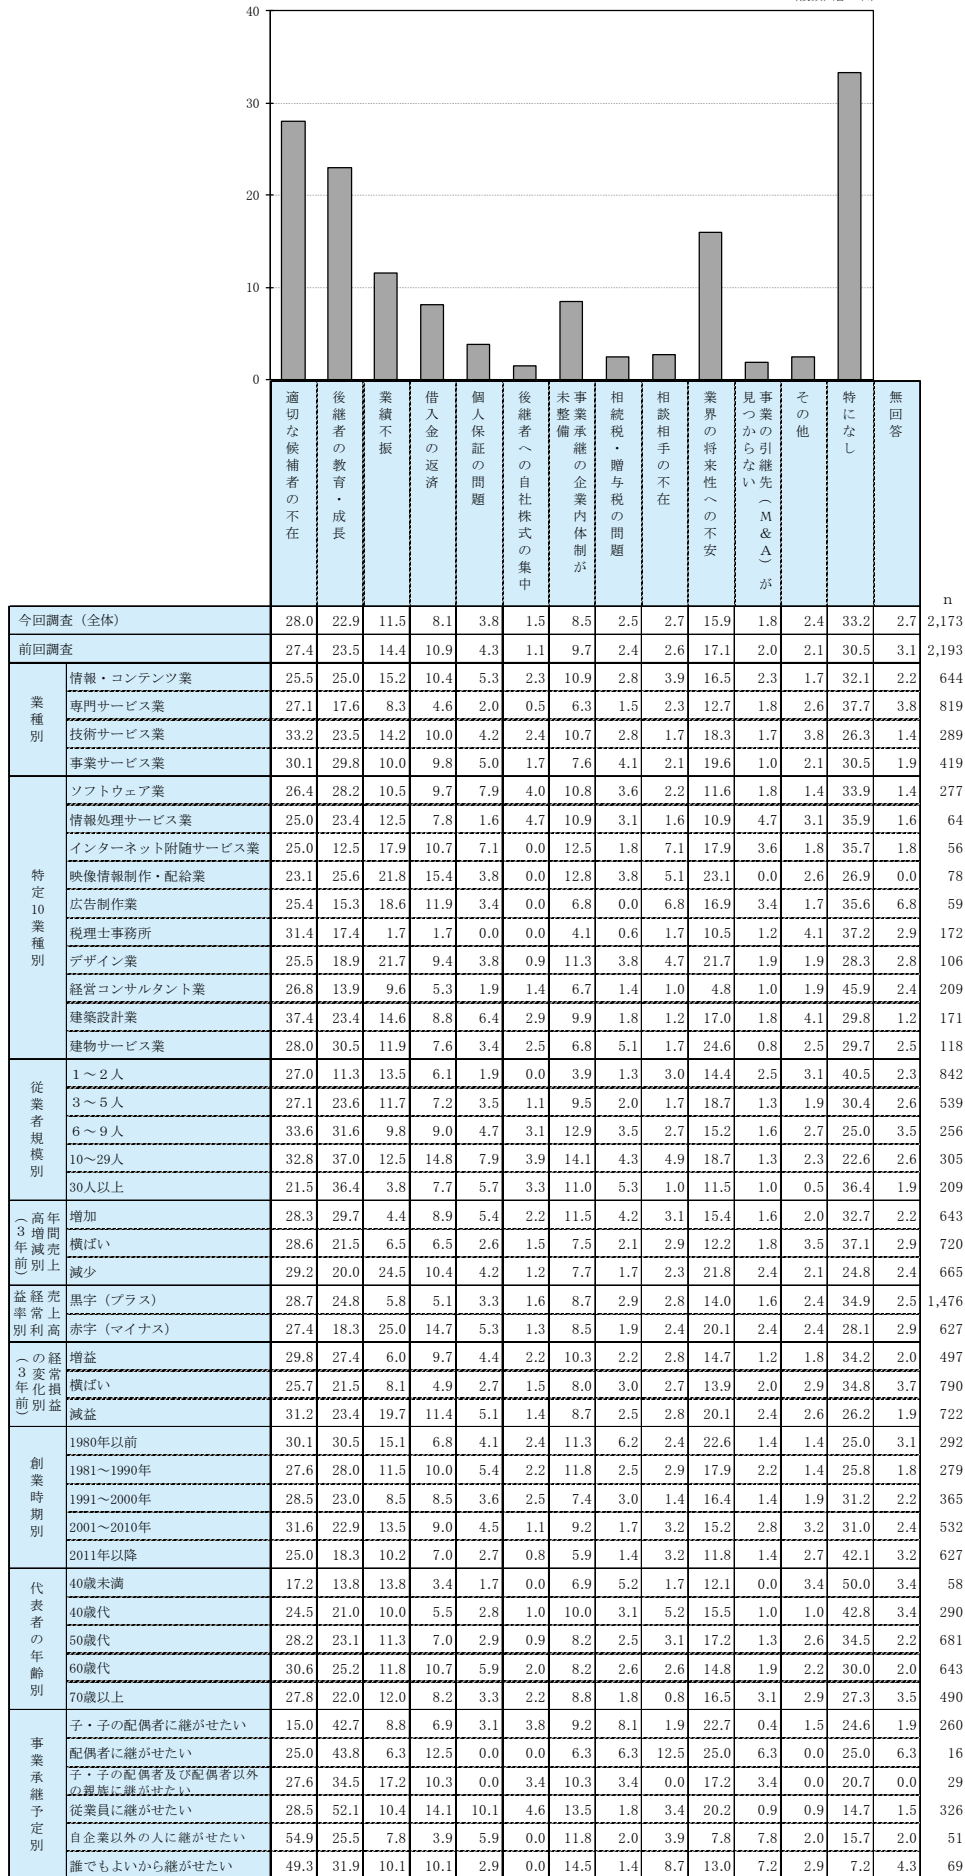 40
30
20
10
0
適切な候補者の不在
後継者の教育・成長
業績不振
借入金の返済
個人保証の問題
後継者への自社株式の集中
事業承継の企業内体制が
未整備
相続税・贈与税の問題
相談相手の不在
業界の将来性への不安
事業の引継先（M＆A）が
見つからない
その他
特になし
無回答
n
今回調査（全体） 28.0 22.9 11.5 8.1 3.8 1.5 8.5 2.5 2.7 15.9 1.8 2.4 33.2 2.7 2,173
前回調査 27.4 23.5 14.4 10.9 4.3 1.1 9.7 2.4 2.6 17.1 2.0 2.1 30.5 3.1 2,193
業種別
情報・コンテンツ業 25.5 25.0 15.2 10.4 5.3 2.3 10.9 2.8 3.9 16.5 2.3 1.7 32.1 2.2 644
専門サービス業 27.1 17.6 8.3 4.6 2.0 0.5 6.3 1.5 2.3 12.7 1.8 2.6 37.7 3.8 819
技術サービス業 33.2 23.5 14.2 10.0 4.2 2.4 10.7 2.8 1.7 18.3 1.7 3.8 26.3 1.4 289
事業サービス業 30.1 29.8 10.0 9.8 5.0 1.7 7.6 4.1 2.1 19.6 1.0 2.1 30.5 1.9 419
特定10業種別
ソフトウェア業 26.4 28.2 10.5 9.7 7.9 4.0 10.8 3.6 2.2 11.6 1.8 1.4 33.9 1.4 277
情報処理サービス業 25.0 23.4 12.5 7.8 1.6 4.7 10.9 3.1 1.6 10.9 4.7 3.1 35.9 1.6 64
インターネット附随サービス業 25.0 12.5 17.9 10.7 7.1 0.0 12.5 1.8 7.1 17.9 3.6 1.8 35.7 1.8 56
映像情報制作・配給業 23.1 25.6 21.8 15.4 3.8 0.0 12.8 3.8 5.1 23.1 0.0 2.6 26.9 0.0 78
広告制作業 25.4 15.3 18.6 11.9 3.4 0.0 6.8 0.0 6.8 16.9 3.4 1.7 35.6 6.8 59
税理士事務所 31.4 17.4 1.7 1.7 0.0 0.0 4.1 0.6 1.7 10.5 1.2 4.1 37.2 2.9 172
デザイン業 25.5 18.9 21.7 9.4 3.8 0.9 11.3 3.8 4.7 21.7 1.9 1.9 28.3 2.8 106
経営コンサルタント業 26.8 13.9 9.6 5.3 1.9 1.4 6.7 1.4 1.0 4.8 1.0 1.9 45.9 2.4 209
建築設計業 37.4 23.4 14.6 8.8 6.4 2.9 9.9 1.8 1.2 17.0 1.8 4.1 29.8 1.2 171
建物サービス業 28.0 30.5 11.9 7.6 3.4 2.5 6.8 5.1 1.7 24.6 0.8 2.5 29.7 2.5 118
従業者規模別
１～２人 27.0 11.3 13.5 6.1 1.9 0.0 3.9 1.3 3.0 14.4 2.5 3.1 40.5 2.3 842
３～５人 27.1 23.6 11.7 7.2 3.5 1.1 9.5 2.0 1.7 18.7 1.3 1.9 30.4 2.6 539
６～９人 33.6 31.6 9.8 9.0 4.7 3.1 12.9 3.5 2.7 15.2 1.6 2.7 25.0 3.5 256
10～29人 32.8 37.0 12.5 14.8 7.9 3.9 14.1 4.3 4.9 18.7 1.3 2.3 22.6 2.6 305
30人以上 21.5 36.4 3.8 7.7 5.7 3.3 11.0 5.3 1.0 11.5 1.0 0.5 36.4 1.9 209
年間売上
高増減別
（３年前）
増加 28.3 29.7 4.4 8.9 5.4 2.2 11.5 4.2 3.1 15.4 1.6 2.0 32.7 2.2 643
横ばい 28.6 21.5 6.5 6.5 2.6 1.5 7.5 2.1 2.9 12.2 1.8 3.5 37.1 2.9 720
減少 29.2 20.0 24.5 10.4 4.2 1.2 7.7 1.7 2.3 21.8 2.4 2.1 24.8 2.4 665
売上高
経常利
益率別
黒字（プラス） 28.7 24.8 5.8 5.1 3.3 1.6 8.7 2.9 2.8 14.0 1.6 2.4 34.9 2.5 1,476
赤字（マイナス） 27.4 18.3 25.0 14.7 5.3 1.3 8.5 1.9 2.4 20.1 2.4 2.4 28.1 2.9 627
経常損益
の変化別
（３年前）
増益 29.8 27.4 6.0 9.7 4.4 2.2 10.3 2.2 2.8 14.7 1.2 1.8 34.2 2.0 497
横ばい 25.7 21.5 8.1 4.9 2.7 1.5 8.0 3.0 2.7 13.9 2.0 2.9 34.8 3.7 790
減益 31.2 23.4 19.7 11.4 5.1 1.4 8.7 2.5 2.8 20.1 2.4 2.6 26.2 1.9 722
創業時期別
1980年以前 30.1 30.5 15.1 6.8 4.1 2.4 11.3 6.2 2.4 22.6 1.4 1.4 25.0 3.1 292
1981～1990年 27.6 28.0 11.5 10.0 5.4 2.2 11.8 2.5 2.9 17.9 2.2 1.4 25.8 1.8 279
1991～2000年 28.5 23.0 8.5 8.5 3.6 2.5 7.4 3.0 1.4 16.4 1.4 1.9 31.2 2.2 365
2001～2010年 31.6 22.9 13.5 9.0 4.5 1.1 9.2 1.7 3.2 15.2 2.8 3.2 31.0 2.4 532
2011年以降 25.0 18.3 10.2 7.0 2.7 0.8 5.9 1.4 3.2 11.8 1.4 2.7 42.1 3.2 627
代表者の年齢別
40歳未満 17.2 13.8 13.8 3.4 1.7 0.0 6.9 5.2 1.7 12.1 0.0 3.4 50.0 3.4 58
40歳代 24.5 21.0 10.0 5.5 2.8 1.0 10.0 3.1 5.2 15.5 1.0 1.0 42.8 3.4 290
50歳代 28.2 23.1 11.3 7.0 2.9 0.9 8.2 2.5 3.1 17.2 1.3 2.6 34.5 2.2 681
60歳代 30.6 25.2 11.8 10.7 5.9 2.0 8.2 2.6 2.6 14.8 1.9 2.2 30.0 2.0 643
70歳以上 27.8 22.0 12.0 8.2 3.3 2.2 8.8 1.8 0.8 16.5 3.1 2.9 27.3 3.5 490
事業承継予定別
子・子の配偶者に継がせたい 15.0 42.7 8.8 6.9 3.1 3.8 9.2 8.1 1.9 22.7 0.4 1.5 24.6 1.9 260
配偶者に継がせたい 25.0 43.8 6.3 12.5 0.0 0.0 6.3 6.3 12.5 25.0 6.3 0.0 25.0 6.3 16
子・子の配偶者及び配偶者以外
の親族に継がせたい 27.6 34.5 17.2 10.3 0.0 3.4 10.3 3.4 0.0 17.2 3.4 0.0 20.7 0.0 29
従業員に継がせたい 28.5 52.1 10.4 14.1 10.1 4.6 13.5 1.8 3.4 20.2 0.9 0.9 14.7 1.5 326
自企業以外の人に継がせたい 54.9 25.5 7.8 3.9 5.9 0.0 11.8 2.0 3.9 7.8 7.8 2.0 15.7 2.0 51
誰でもよいから継がせたい 49.3 31.9 10.1 10.1 2.9 0.0 14.5 1.4 8.7 13.0 7.2 2.9 7.2 4.3 69